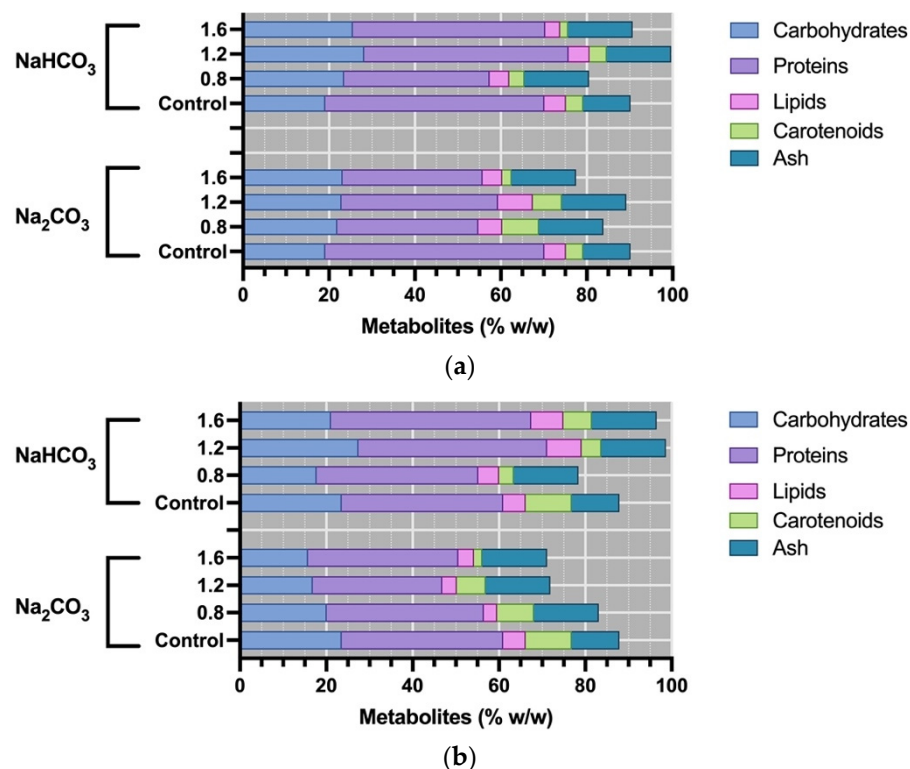 NaHCO₃
1.6
1.2
0.8
Control
Na₂CO₃
1.6
1.2
0.8
Control
0 20 40 60 80 100
Metabolites (% w/w)
Carbohydrates
Proteins
Lipids
Carotenoids
Ash
(a)
NaHCO₃
1.6
1.2
0.8
Control
Na₂CO₃
1.6
1.2
0.8
Control
0 20 40 60 80 100
Metabolites (% w/w)
Carbohydrates
Proteins
Lipids
Carotenoids
Ash
(b)